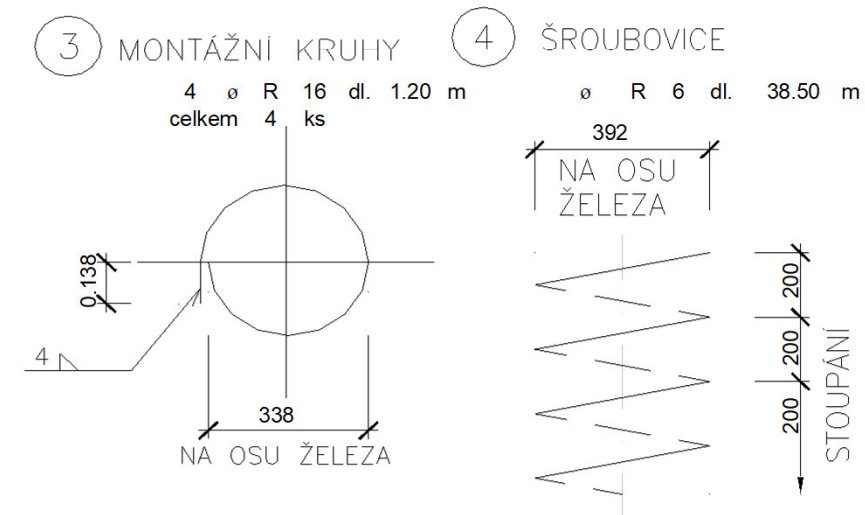 3 MONTÁŽNÍ KRUHY
4 ø R 16 dl. 1.20 m
celkem 4 ks
0.138
4
338
NA OSU ŽELEZA
4 ŠROUBOVICE
ø R 6 dl. 38.50 m
392
NA OSU
ŽELEZA
200
200
200
STOUPÁNÍ